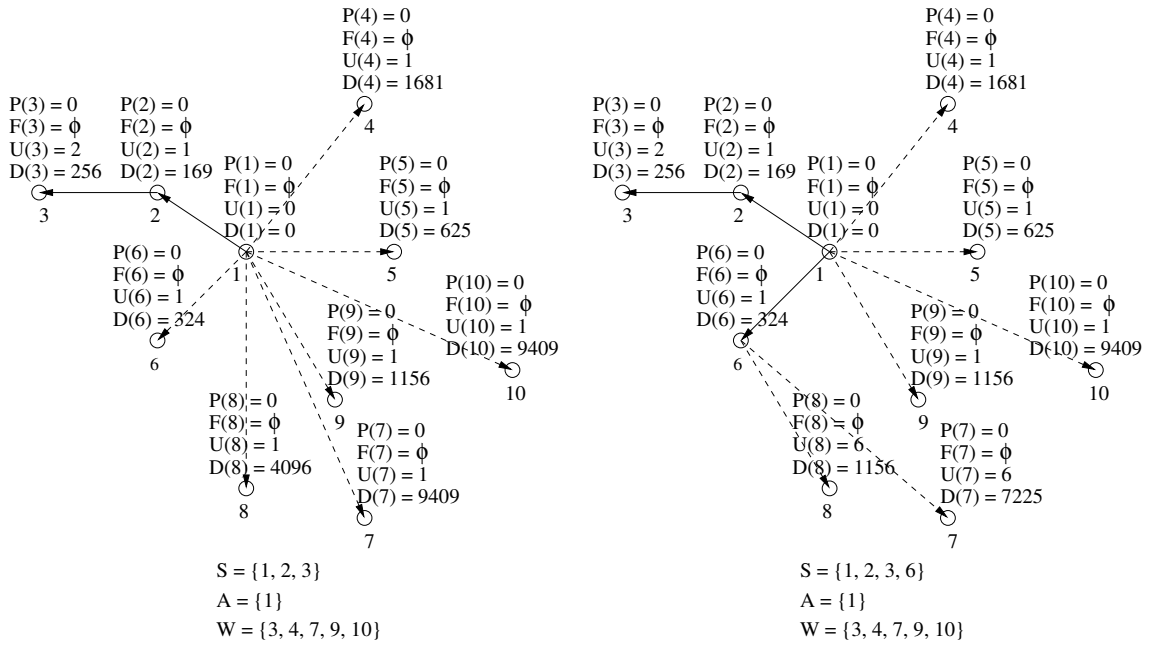 P(4) = 0
F(4) = ϕ
U(4) = 1
D(4) = 1681
4
P(3) = 0
F(3) = ϕ
U(3) = 2
D(3) = 256
3
P(2) = 0
F(2) = ϕ
U(2) = 1
D(2) = 169
2
P(1) = 0
F(1) = ϕ
U(1) = 0
D(1) = 0
1
P(5) = 0
F(5) = ϕ
U(5) = 1
D(5) = 625
5
P(6) = 0
F(6) = ϕ
U(6) = 1
D(6) = 324
6
P(10) = 0
F(10) = ϕ
U(10) = 1
D(10) = 9409
10
P(9) = 0
F(9) = ϕ
U(9) = 1
D(9) = 1156
9
P(8) = 0
F(8) = ϕ
U(8) = 1
D(8) = 4096
8
P(7) = 0
F(7) = ϕ
U(7) = 1
D(7) = 9409
7
S = {1, 2, 3}
A = {1}
W = {3, 4, 7, 9, 10}
P(4) = 0
F(4) = ϕ
U(4) = 1
D(4) = 1681
4
P(3) = 0
F(3) = ϕ
U(3) = 2
D(3) = 256
3
P(2) = 0
F(2) = ϕ
U(2) = 1
D(2) = 169
2
P(1) = 0
F(1) = ϕ
U(1) = 0
D(1) = 0
1
P(5) = 0
F(5) = ϕ
U(5) = 1
D(5) = 625
5
P(6) = 0
F(6) = ϕ
U(6) = 1
D(6) = 324
6
P(10) = 0
F(10) = ϕ
U(10) = 1
D(10) = 9409
10
P(9) = 0
F(9) = ϕ
U(9) = 1
D(9) = 1156
9
P(8) = 0
F(8) = ϕ
U(8) = 6
D(8) = 1156
8
P(7) = 0
F(7) = ϕ
U(7) = 6
D(7) = 7225
7
S = {1, 2, 3, 6}
A = {1}
W = {3, 4, 7, 9, 10}